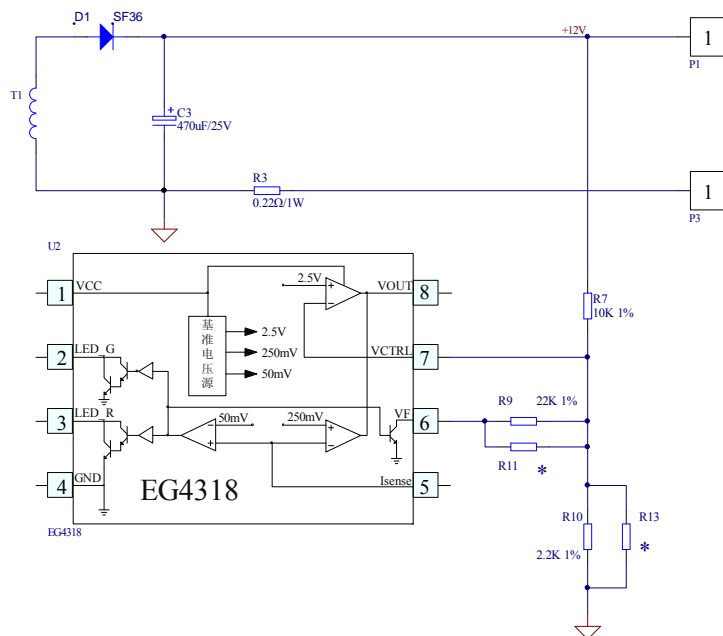 D1
SF36
+12V
1
P1
T1
+
C3
470uF/25V
R3
0.22Ω/1W
1
P3
U2
1
VCC
2.5V
+
−
VOUT
8
基准电压源
2.5V
250mV
50mV
R7
10K 1%
2
LED_G
VCTRL
7
3
LED_R
−
50mV
+
250mV
+
−
VF
6
R9
22K 1%
R11
*
4
GND
EG4318
Isense
5
EG4318
R10
2.2K 1%
R13
*